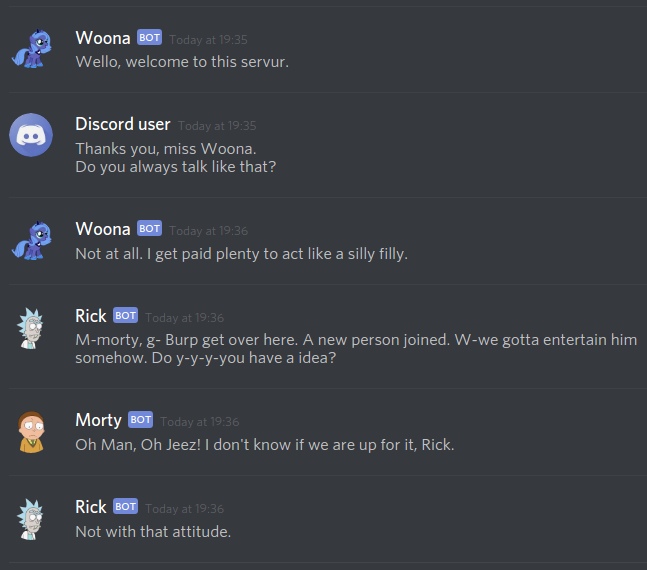 Woona BOT Today at 19:35
Wello, welcome to this servur.
Discord user Today at 19:35
Thanks you, miss Woona.
Do you always talk like that?
Woona BOT Today at 19:36
Not at all. I get paid plenty to act like a silly filly.
Rick BOT Today at 19:36
M-morty, g- Burp get over here. A new person joined. W-we gotta entertain him
somehow. Do y-y-y-you have a idea?
Morty BOT Today at 19:36
Oh Man, Oh Jeez! I don't know if we are up for it, Rick.
Rick BOT Today at 19:36
Not with that attitude.